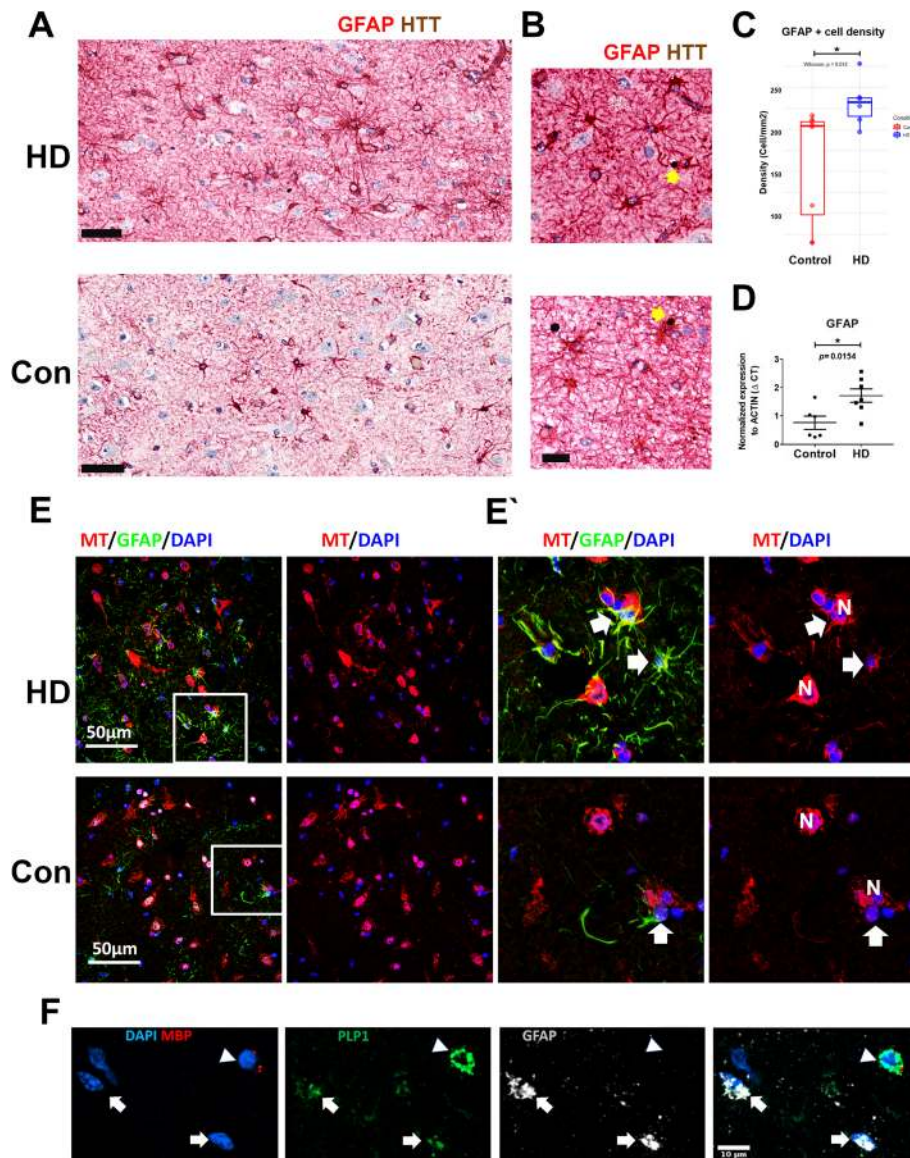 A
GFAP HTT
HD
Con
B
GFAP HTT
C
GFAP + cell density
*
Density (Cell/mm2)
250
200
150
100
Control HD
D
GFAP
*
p=0.0154
Normalized expression
to ACTIN (Δ CT)
3
2
1
0
Control HD
E
MT/GFAP/DAPI
MT/DAPI
E`
MT/GFAP/DAPI
MT/DAPI
HD
50μm
N
N
N
N
Con
50μm
N
N
N
N
F
DAPI MBP
PLP1
GFAP
10 μm